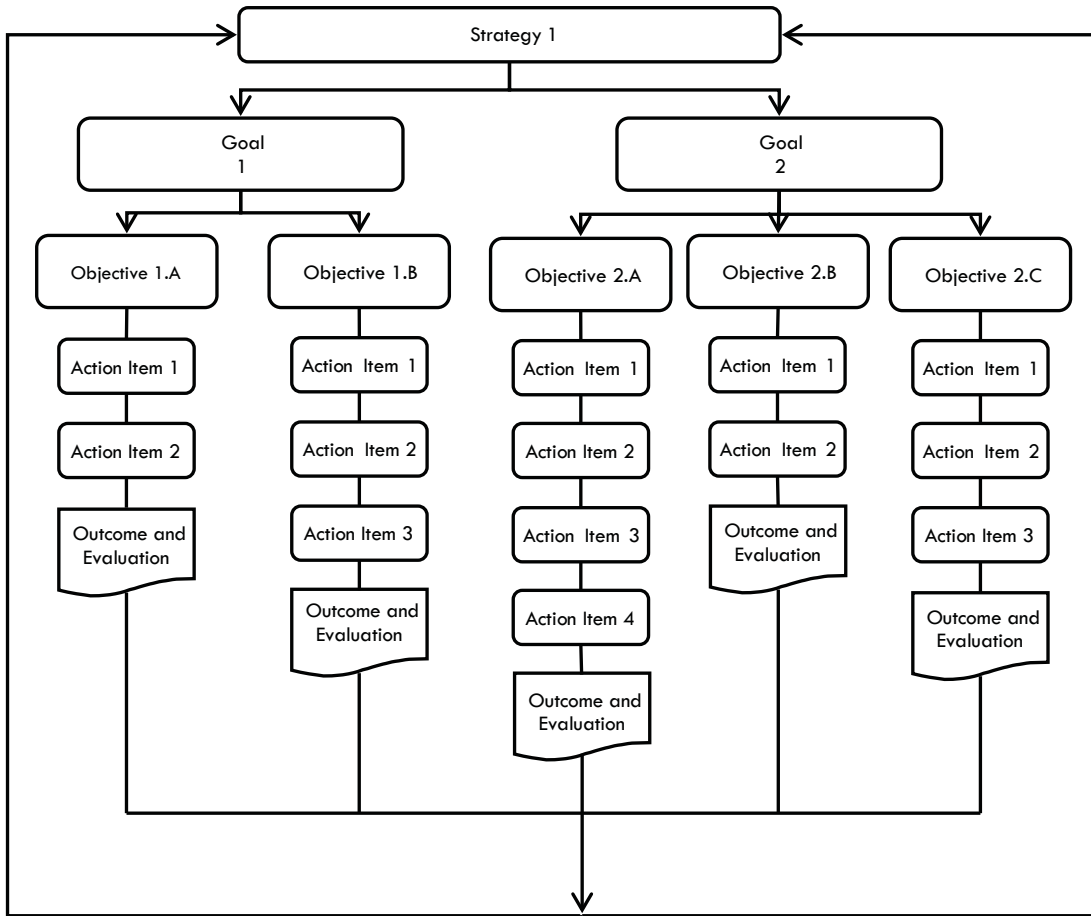 Strategy 1
Goal
1
Goal
2
Objective 1.A
Objective 1.B
Objective 2.A
Objective 2.B
Objective 2.C
Action Item 1
Action Item 1
Action Item 1
Action Item 1
Action Item 1
Action Item 2
Action Item 2
Action Item 2
Action Item 2
Action Item 2
Outcome and
Evaluation
Action Item 3
Action Item 3
Outcome and
Evaluation
Action Item 3
Outcome and
Evaluation
Action Item 4
Outcome and
Evaluation
Outcome and
Evaluation